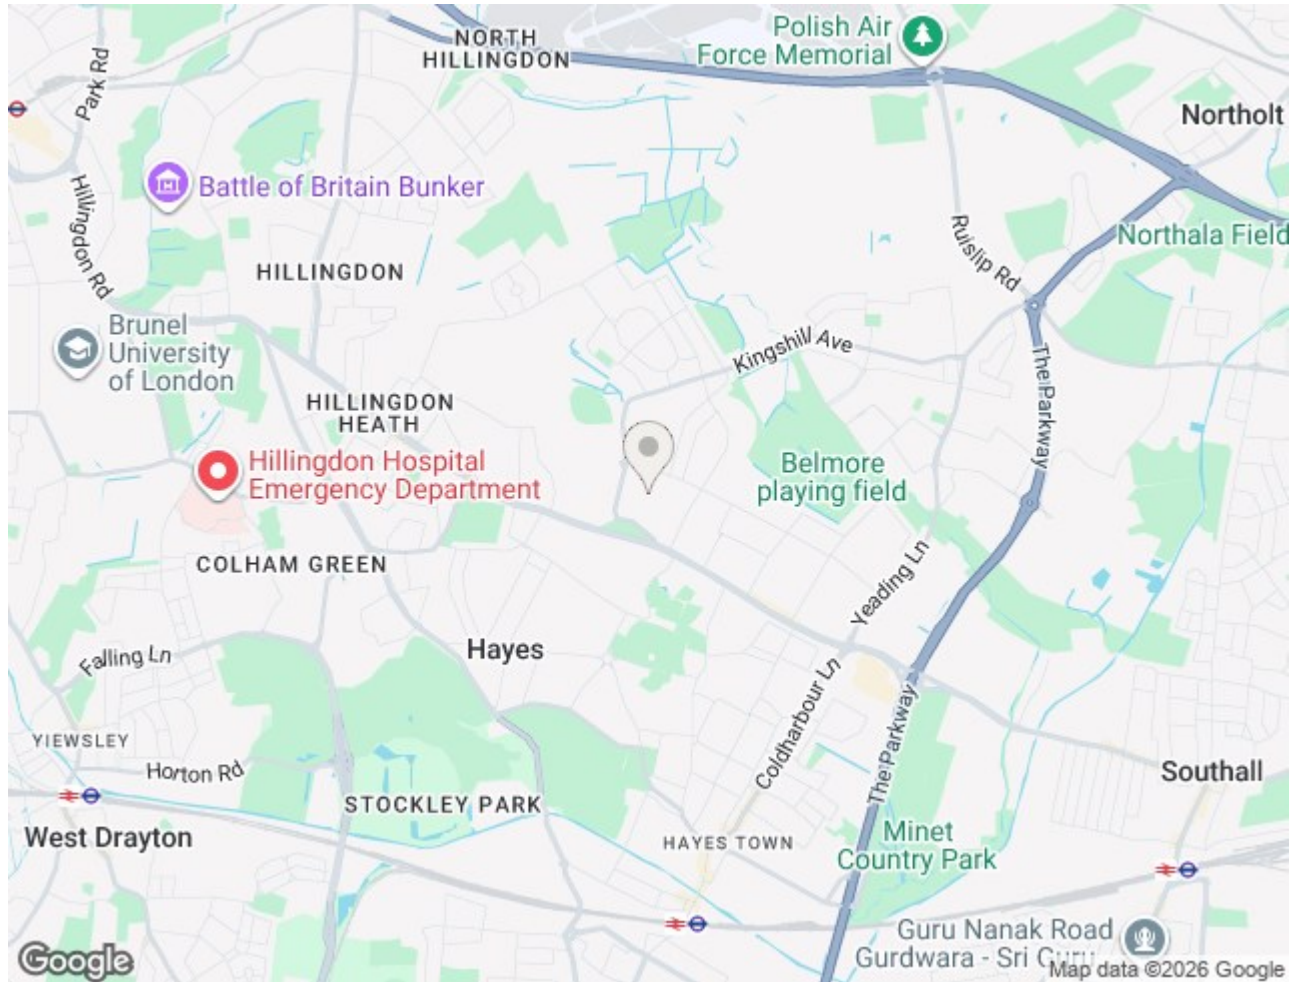 NORTH
HILLINGDON
Polish Air
Force Memorial
Park Rd
Northolt
Battle of Britain Bunker
Hillingdon Rd
Ruislip Rd
Northala Field
HILLINGDON
Brunel
University
of London
Kingshill Ave
The Parkway
HILLINGDON
HEATH
Hillingdon Hospital
Emergency Department
Belmore
playing field
COLHAM GREEN
Yeading Ln
Hayes
Falling Ln
Coldharbour Ln
The Parkway
YIEWSLEY
Horton Rd
Southall
STOCKLEY PARK
West Drayton
HAYES TOWN
Minet
Country Park
Guru Nanak Road
Gurdwara - Sri Guru
Google
Map data ©2026 Google